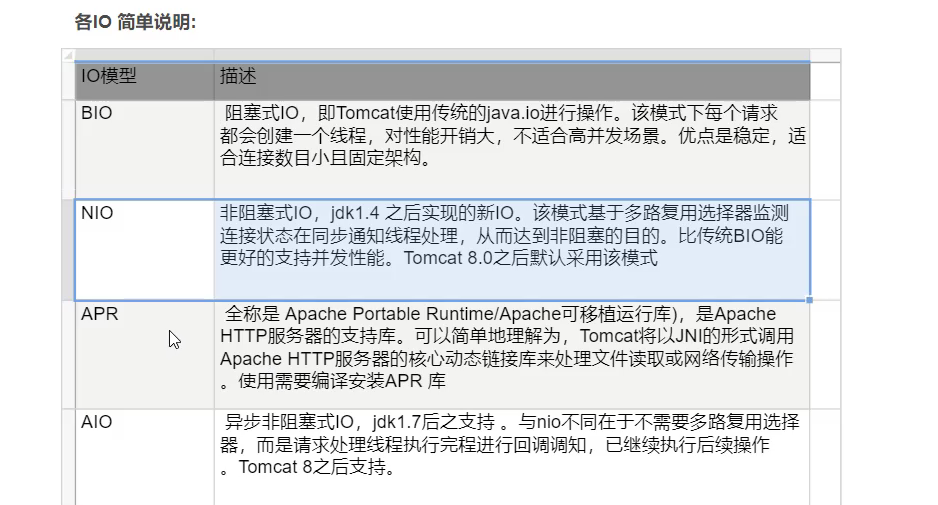 各IO 简单说明:
IO模型 描述
BIO 阻塞式IO，即Tomcat使用传统的java.io进行操作。该模式下每个请求
都会创建一个线程，对性能开销大，不适合高并发场景。优点是稳定，适
合连接数目小且固定架构。
NIO 非阻塞式IO，jdk1.4 之后实现的新IO。该模式基于多路复用选择器监测
连接状态在同步通知线程处理，从而达到非阻塞的目的。比传统BIO能
更好的支持并发性能。Tomcat 8.0之后默认采用该模式
APR 全称是 Apache Portable Runtime/Apache可移植运行库)，是Apache
HTTP服务器的支持库。可以简单地理解为，Tomcat将以JNI的形式调用
Apache HTTP服务器的核心动态链接库来处理文件读取或网络传输操作
。使用需要编译安装APR 库
AIO 异步非阻塞式IO，jdk1.7后之支持 。与nio不同在于不需要多路复用选择
器，而是请求处理线程执行完程进行回调调知，已继续执行后续操作
。Tomcat 8之后支持。